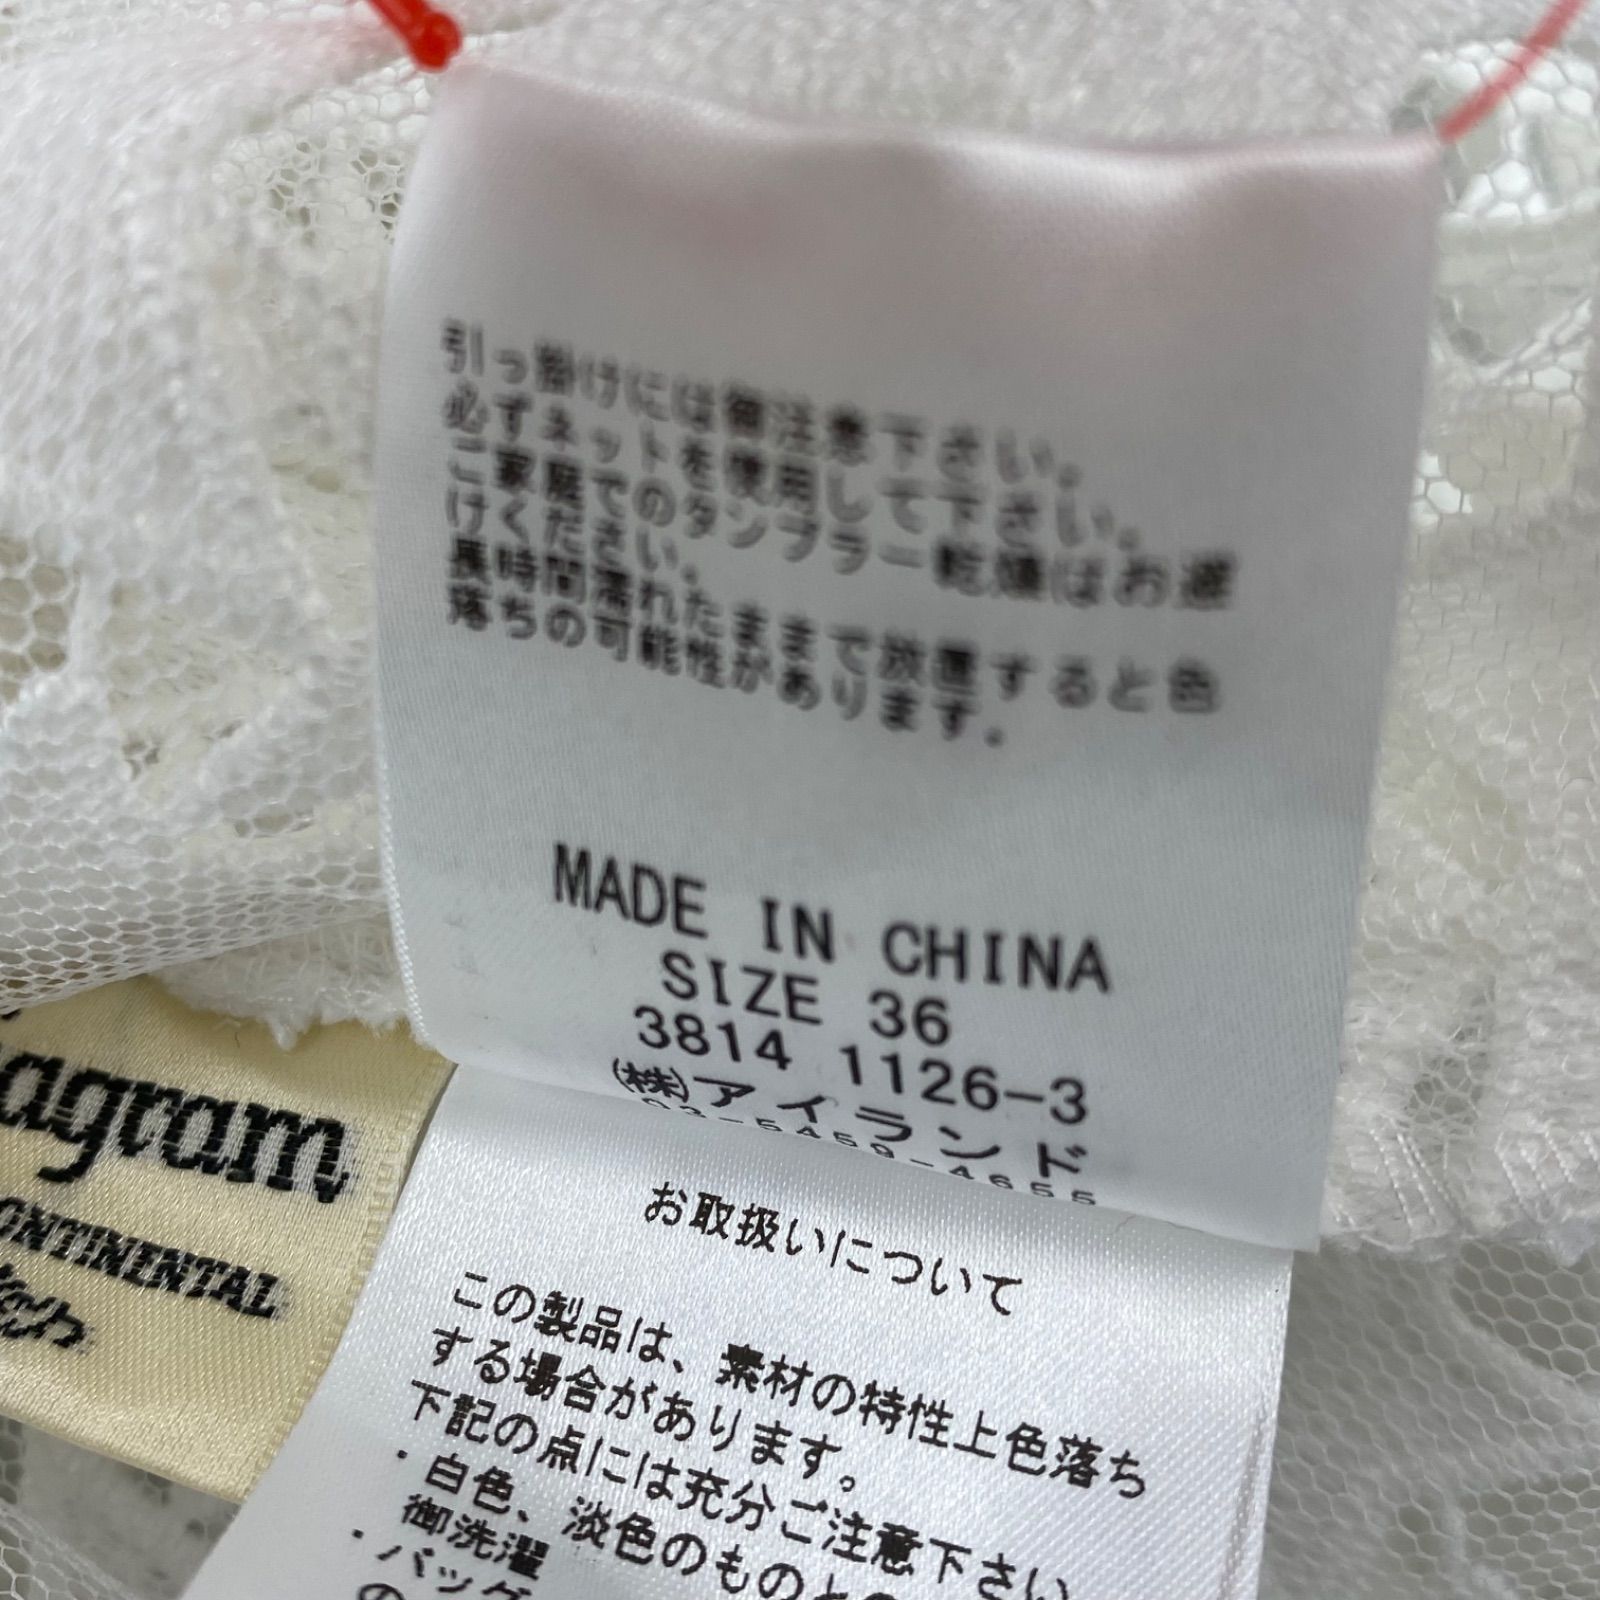 引っ掛けには御注意下さい。
必ずネットを使用して下さい。
ご家庭でのタンブラー乾燥はお避
けください。
長時間濡れたままで放置すると色
落ちの可能性があります。
MADE IN CHINA
SIZE 36
3814 1126-3
(株)アイランド
03-5459-4655
agram
ONTINENTAL
お取扱いについて
この製品は、素材の特性上色落ち
する場合があります。
下記の点には充分ご注意下さい
・白色、淡色のものとの
御洗濯
・バッグ
の